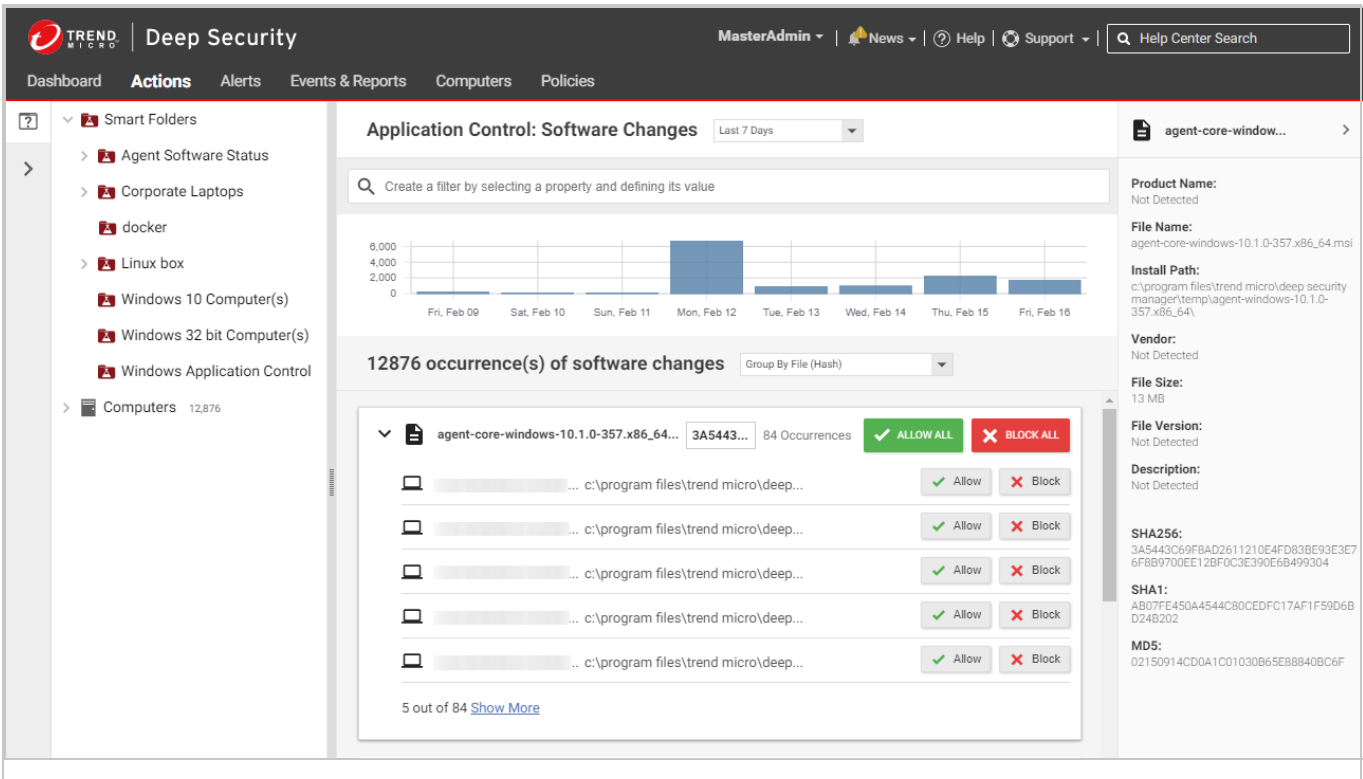 TREND MICRO Deep Security
MasterAdmin News Help Support Help Center Search
Dashboard Actions Alerts Events & Reports Computers Policies
Smart Folders
Agent Software Status
Corporate Laptops
docker
Linux box
Windows 10 Computer(s)
Windows 32 bit Computer(s)
Windows Application Control
Computers 12,876
Application Control: Software Changes Last 7 Days
Create a filter by selecting a property and defining its value
6,000
4,000
2,000
0
Fri, Feb 09 Sat, Feb 10 Sun, Feb 11 Mon, Feb 12 Tue, Feb 13 Wed, Feb 14 Thu, Feb 15 Fri, Feb 16
12876 occurrence(s) of software changes Group By File (Hash)
agent-core-windows-10.1.0-357.x86_64... 3A5443... 84 Occurrences ALLOW ALL BLOCK ALL
... c:\program files\trend micro\deep... Allow Block
... c:\program files\trend micro\deep... Allow Block
... c:\program files\trend micro\deep... Allow Block
... c:\program files\trend micro\deep... Allow Block
... c:\program files\trend micro\deep... Allow Block
5 out of 84 Show More
agent-core-window...
Product Name:
Not Detected
File Name:
agent-core-windows-10.1.0-357.x86_64.msi
Install Path:
c:\program files\trend micro\deep security
manager\temp\agent-windows-10.1.0-
357.x86_64\
Vendor:
Not Detected
File Size:
13 MB
File Version:
Not Detected
Description:
Not Detected
SHA256:
3A5443C69F8AD2611210E4FD83BE93E3E7
6F8B9700EE12BF0C3E390E6B499304
SHA1:
AB07FE450A4544C80CEDFC17AF1F59D6B
D24B202
MD5:
02150914CD0A1C01030B65E88840BC6F